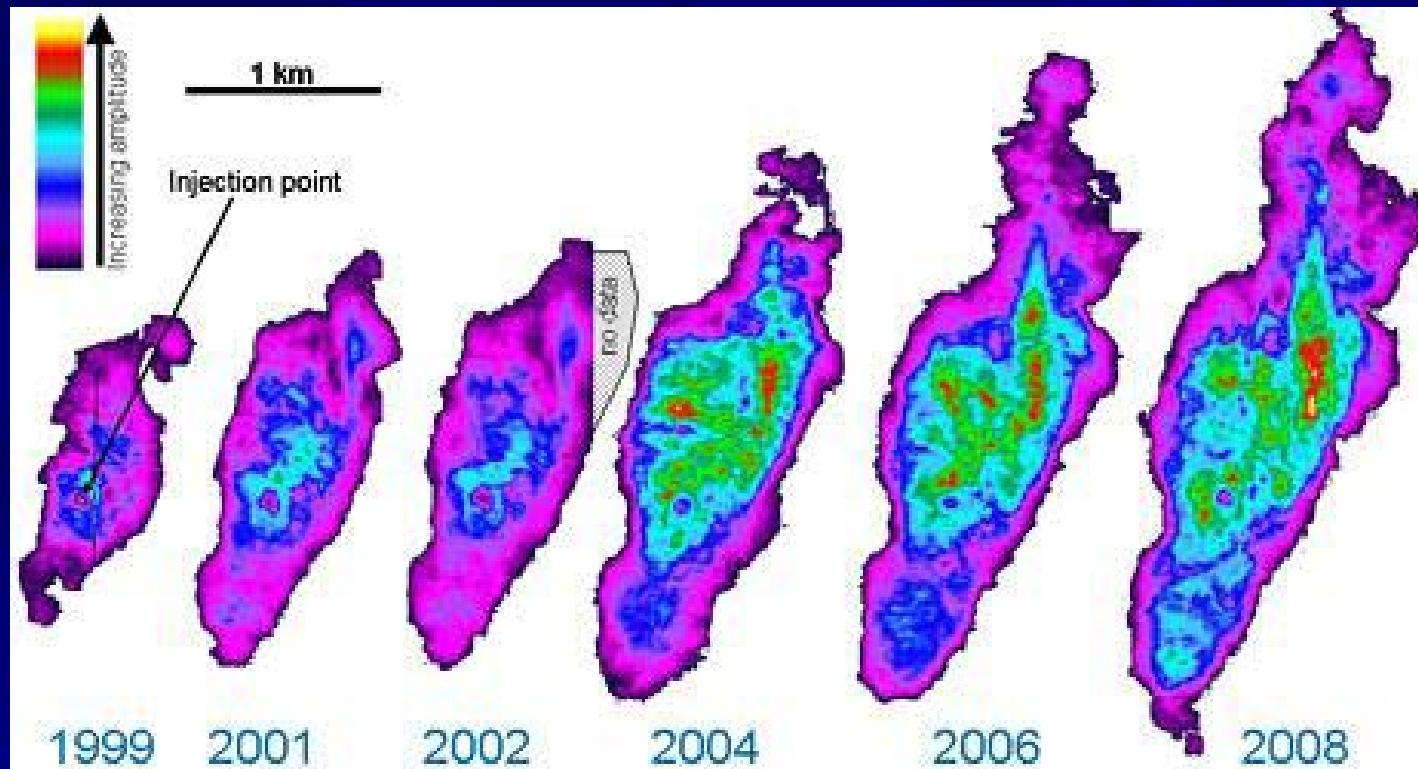 Increasing amplitude
1 km
Injection point
no data
1999 2001 2002 2004 2006 2008